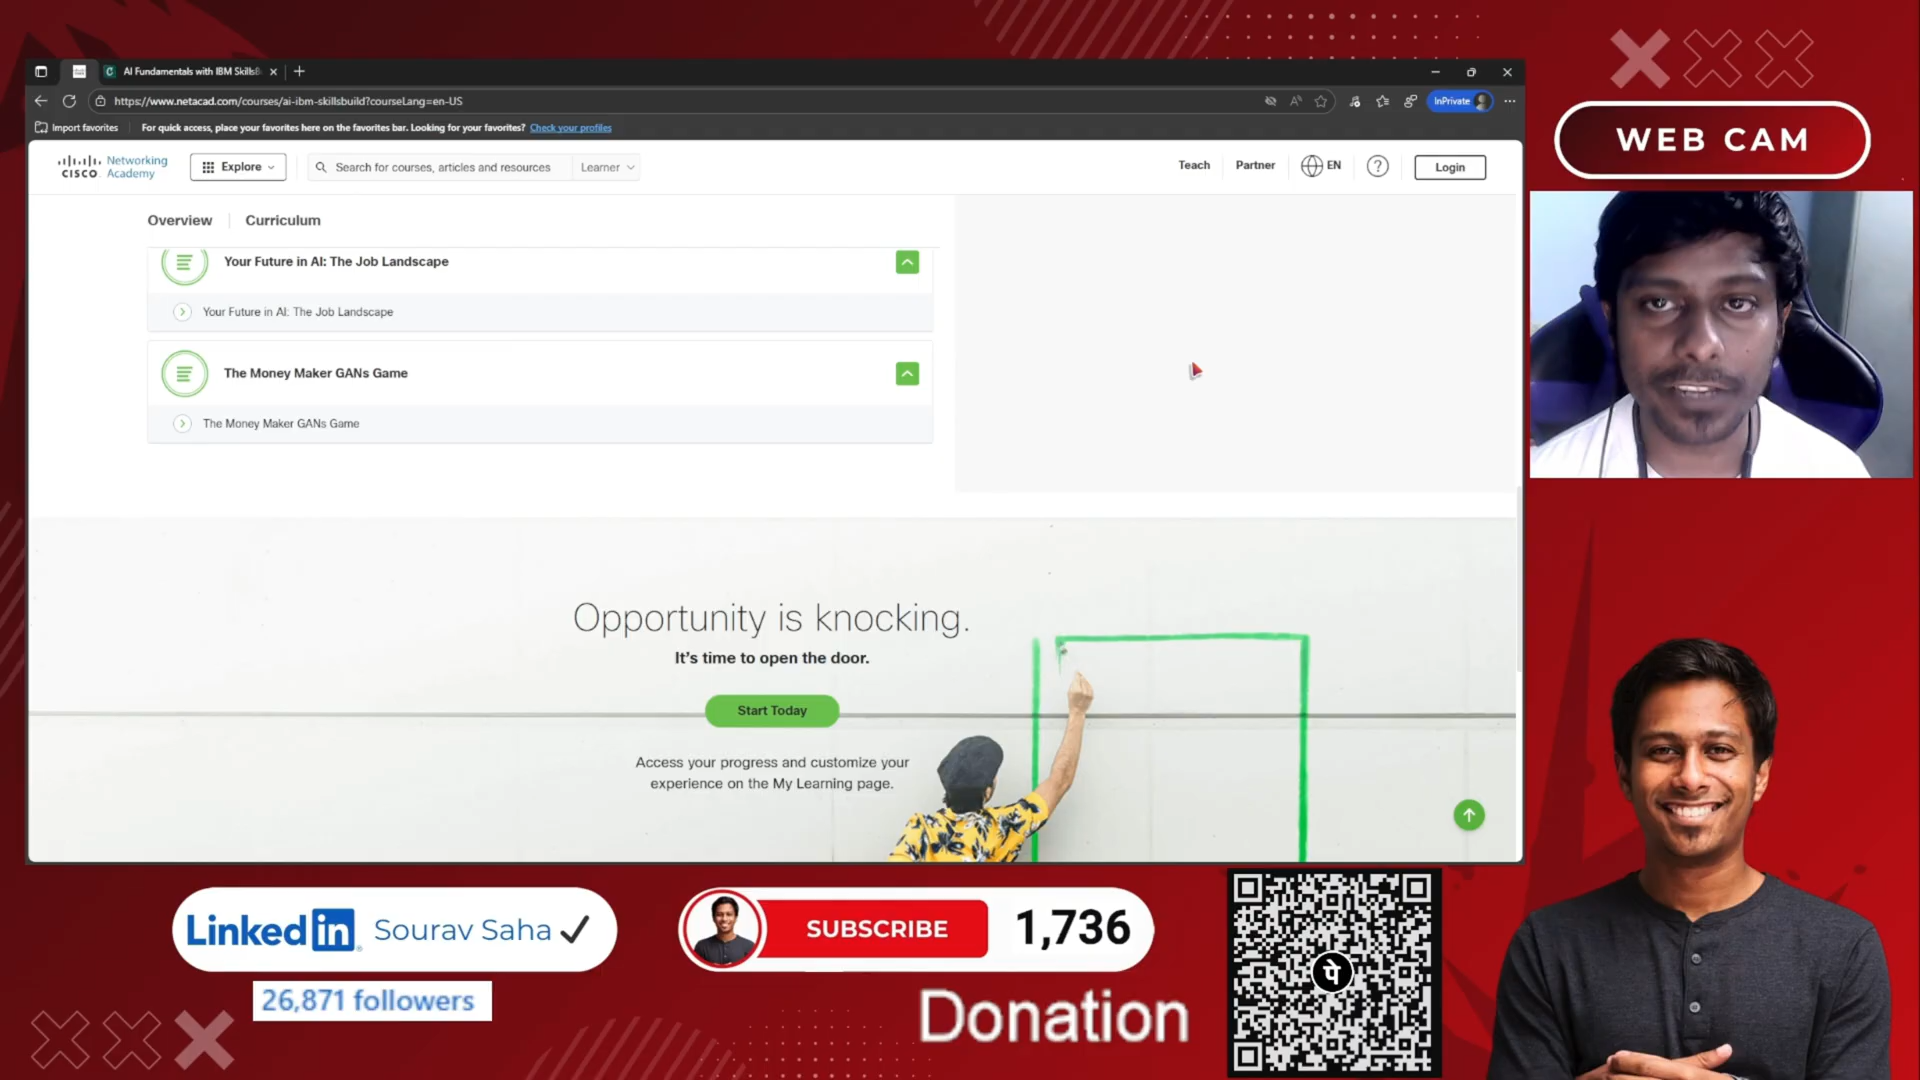 AI Fundamentals with IBM SkillsB
https://www.netacad.com/courses/ai-ibm-skillsbuild?courseLang=en-US
InPrivate
Import favorites
For quick access, place your favorites here on the favorites bar. Looking for your favorites? Check your profiles
CISCO Networking Academy
Explore
Search for courses, articles and resources
Learner
Teach
Partner
EN
?
Login
Overview
Curriculum
Your Future in AI: The Job Landscape
Your Future in AI: The Job Landscape
The Money Maker GANs Game
The Money Maker GANs Game
Opportunity is knocking.
It's time to open the door.
Start Today
Access your progress and customize your
experience on the My Learning page.
WEB CAM
LinkedIn Sourav Saha
26,871 followers
SUBSCRIBE
1,736
Donation
पे